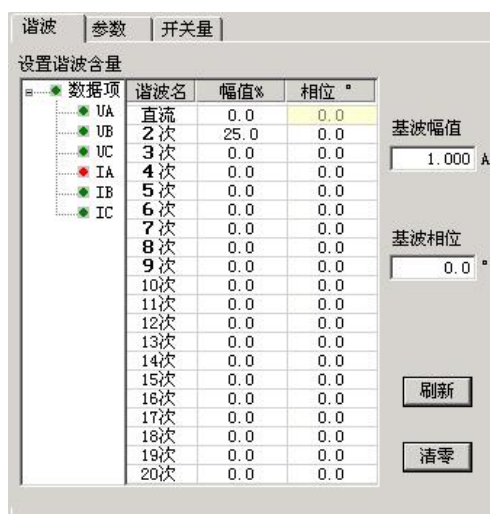 谐波 参数 开关量
设置谐波含量
数据项
UA
UB
UC
IA
IB
IC
谐波名 幅值% 相位 °
直流 0.0 0.0
2次 25.0 0.0
3次 0.0 0.0
4次 0.0 0.0
5次 0.0 0.0
6次 0.0 0.0
7次 0.0 0.0
8次 0.0 0.0
9次 0.0 0.0
10次 0.0 0.0
11次 0.0 0.0
12次 0.0 0.0
13次 0.0 0.0
14次 0.0 0.0
15次 0.0 0.0
16次 0.0 0.0
17次 0.0 0.0
18次 0.0 0.0
19次 0.0 0.0
20次 0.0 0.0
基波幅值
1.000 A
基波相位
0.0 °
刷新
清零